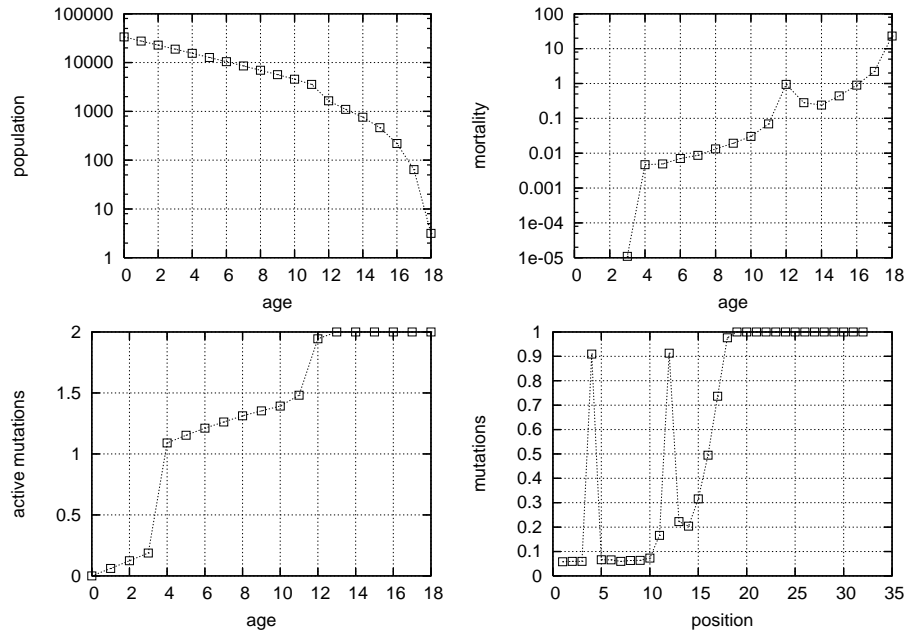 100000
10000
1000
100
10
1
population
0 2 4 6 8 10 12 14 16 18
age
100
10
1
0.1
0.01
0.001
1e-04
1e-05
mortality
0 2 4 6 8 10 12 14 16 18
age
2
1.5
1
0.5
0
active mutations
0 2 4 6 8 10 12 14 16 18
age
1
0.9
0.8
0.7
0.6
0.5
0.4
0.3
0.2
0.1
0
mutations
0 5 10 15 20 25 30 35
position